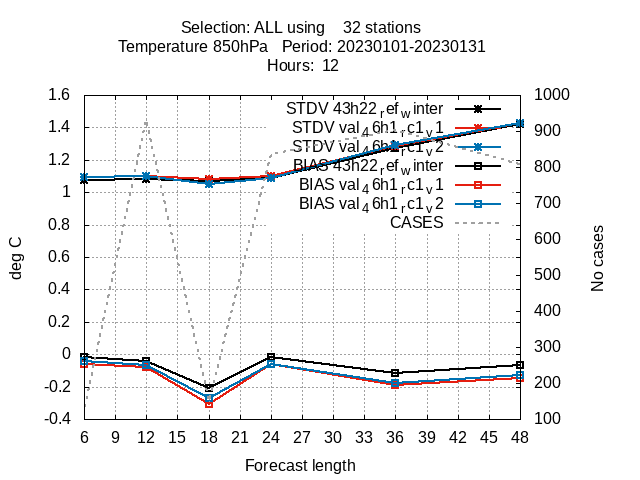 Selection: ALL using    32 stations
Temperature 850hPa   Period: 20230101-20230131
Hours:  12
1.6
1.4
1.2
1
0.8
0.6
0.4
0.2
0
-0.2
-0.4
deg C
STDV 43h22_ref_winter
STDV val_46h1_rc1_v1
STDV val_46h1_rc1_v2
BIAS 43h22_ref_winter
BIAS val_46h1_rc1_v1
BIAS val_46h1_rc1_v2
CASES
1000
900
800
700
600
500
400
300
200
100
No cases
6 9 12 15 18 21 24 27 30 33 36 39 42 45 48
Forecast length